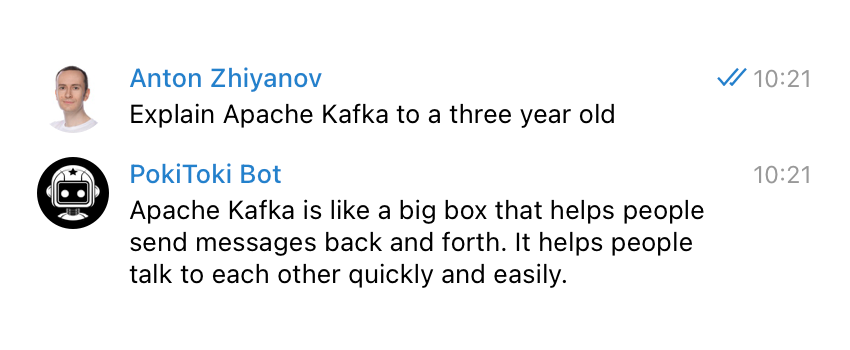 Anton Zhiyanov 10:21
Explain Apache Kafka to a three year old
PokiToki Bot 10:21
Apache Kafka is like a big box that helps people
send messages back and forth. It helps people
talk to each other quickly and easily.